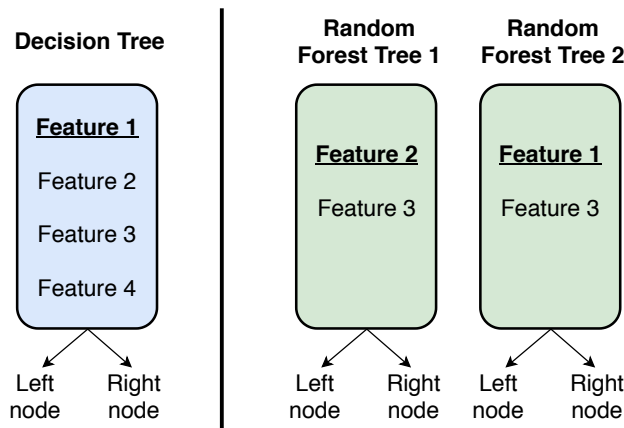 Decision Tree
Feature 1
Feature 2
Feature 3
Feature 4
Left
node
Right
node
Random
Forest Tree 1
Feature 2
Feature 3
Left
node
Right
node
Random
Forest Tree 2
Feature 1
Feature 3
Left
node
Right
node